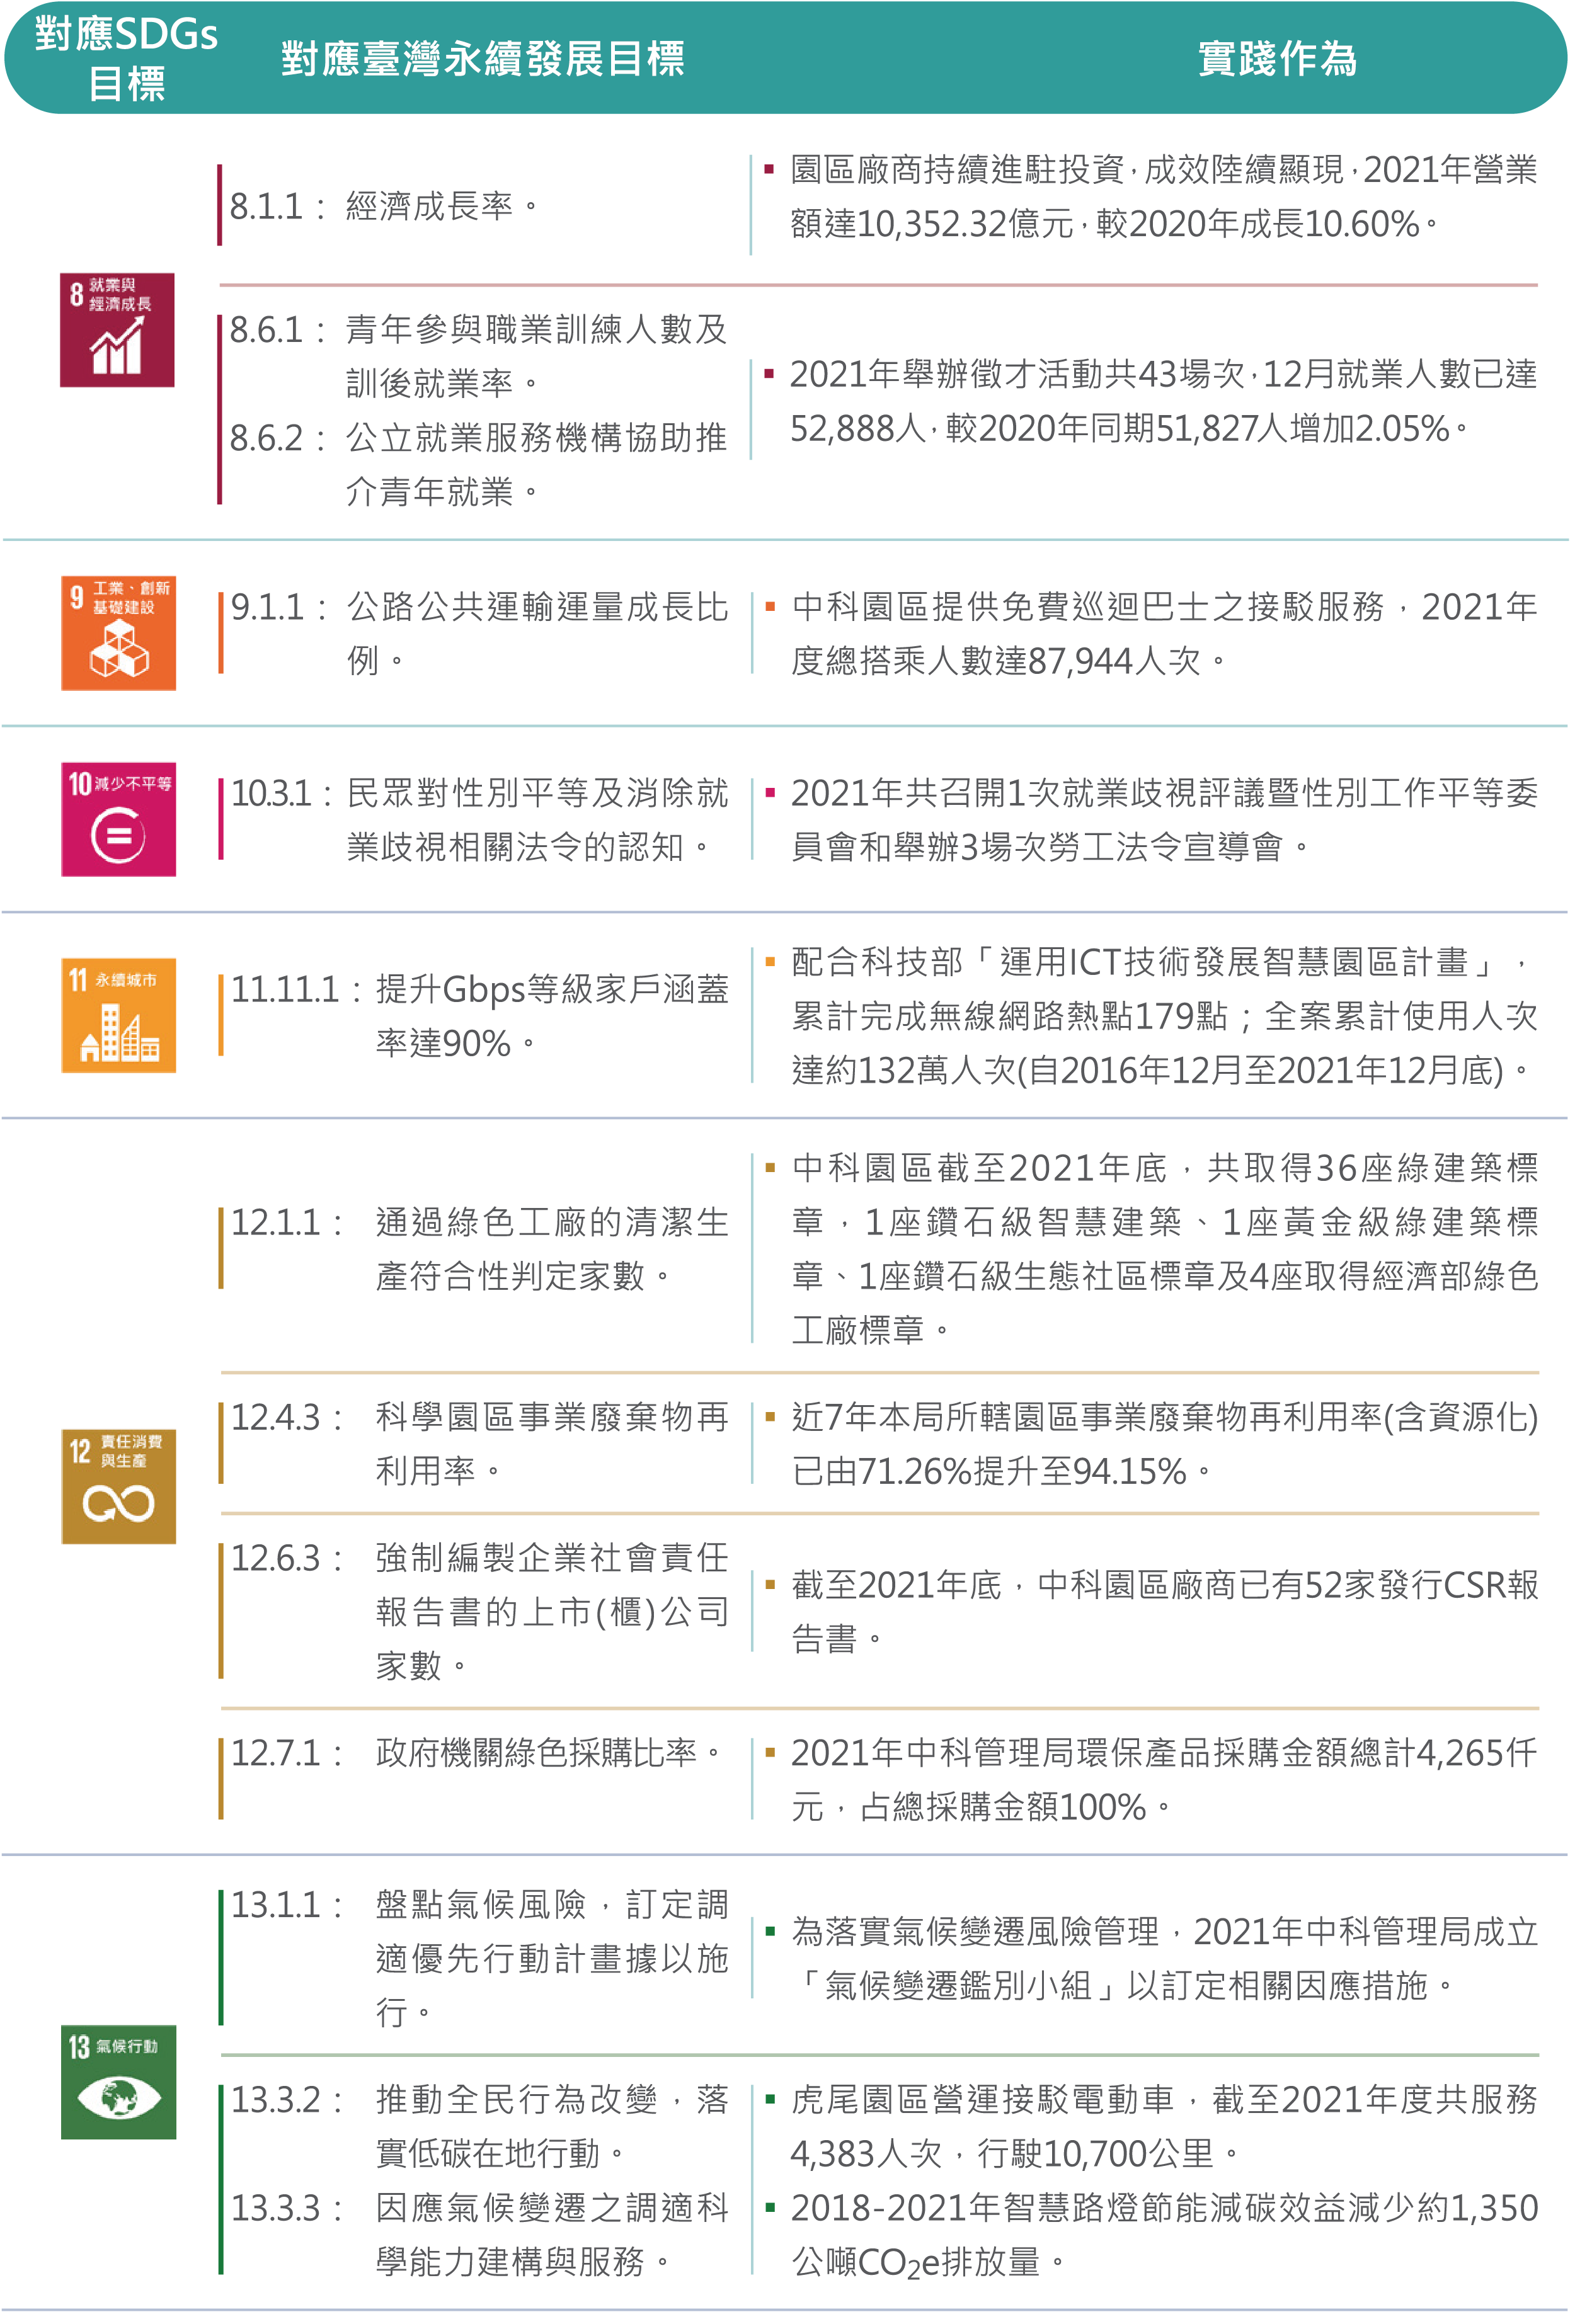 對應SDGs
目標
對應臺灣永續發展目標
實踐作為
8 就業與
經濟成長
8.1.1： 經濟成長率。
▪ 園區廠商持續進駐投資，成效陸續顯現，2021年營業
額達10,352.32億元，較2020年成長10.60%。
8.6.1： 青年參與職業訓練人數及
訓後就業率。
8.6.2： 公立就業服務機構協助推
介青年就業。
▪ 2021年舉辦徵才活動共43場次，12月就業人數已達
52,888人，較2020年同期51,827人增加2.05%。
9 工業、創新
基礎建設
9.1.1： 公路公共運輸運量成長比
例。
▪ 中科園區提供免費巡迴巴士之接駁服務，2021年
度總搭乘人數達87,944人次。
10 減少不平等
10.3.1：民眾對性別平等及消除就
業歧視相關法令的認知。
▪ 2021年共召開1次就業歧視評議暨性別工作平等委
員會和舉辦3場次勞工法令宣導會。
11 永續城市
11.11.1：提升Gbps等級家戶涵蓋
率達90%。
▪ 配合科技部「運用ICT技術發展智慧園區計畫」，
累計完成無線網路熱點179點；全案累計使用人次
達約132萬人次(自2016年12月至2021年12月底)。
12 責任消費
與生產
12.1.1： 通過綠色工廠的清潔生
產符合性判定家數。
▪ 中科園區截至2021年底，共取得36座綠建築標
章，1座鑽石級智慧建築、1座黃金級綠建築標
章、1座鑽石級生態社區標章及4座取得經濟部綠色
工廠標章。
12.4.3： 科學園區事業廢棄物再
利用率。
▪ 近7年本局所轄園區事業廢棄物再利用率(含資源化)
已由71.26%提升至94.15%。
12.6.3： 強制編製企業社會責任
報告書的上市(櫃)公司
家數。
▪ 截至2021年底，中科園區廠商已有52家發行CSR報
告書。
12.7.1： 政府機關綠色採購比率。
▪ 2021年中科管理局環保產品採購金額總計4,265仟
元，占總採購金額100%。
13 氣候行動
13.1.1： 盤點氣候風險，訂定調
適優先行動計畫據以施
行。
▪ 為落實氣候變遷風險管理，2021年中科管理局成立
「氣候變遷鑑別小組」以訂定相關因應措施。
13.3.2： 推動全民行為改變，落
實低碳在地行動。
13.3.3： 因應氣候變遷之調適科
學能力建構與服務。
▪ 虎尾園區營運接駁電動車，截至2021年度共服務
4,383人次，行駛10,700公里。
▪ 2018-2021年智慧路燈節能減碳效益減少約1,350
公噸CO₂e排放量。